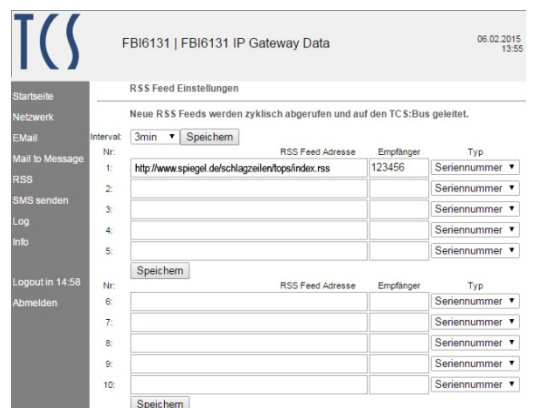 TCS
FBI6131 | FBI6131 IP Gateway Data
06.02.2015
13:55
Startseite
Netzwerk
EMail
Mail to Message
RSS
SMS senden
Log
Info
Logout in 14:58
Abmelden
RSS Feed Einstellungen
Neue RSS Feeds werden zyklisch abgerufen und auf den TCS:Bus geleitet.
Interval: 3min ▼ Speichern
Nr: RSS Feed Adresse Empfänger Typ
1: http://www.spiegel.de/schlagzeilen/tops/index.rss 123456 Seriennummer ▼
2: Seriennummer ▼
3: Seriennummer ▼
4: Seriennummer ▼
5: Seriennummer ▼
Speichern
Nr: RSS Feed Adresse Empfänger Typ
6: Seriennummer ▼
7: Seriennummer ▼
8: Seriennummer ▼
9: Seriennummer ▼
10: Seriennummer ▼
Speichern